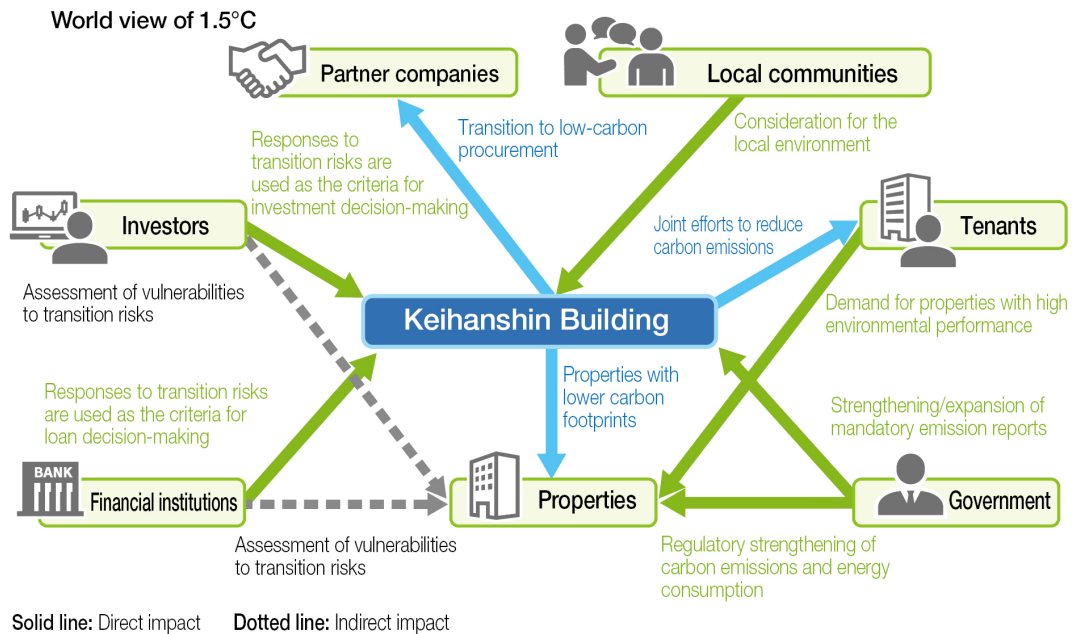 World view of 1.5°C
Partner companies
Local communities
Responses to
transition risks are
used as the criteria for
investment decision-making
Transition to low-carbon
procurement
Consideration for the
local environment
Investors
Joint efforts to reduce
carbon emissions
Tenants
Assessment of vulnerabilities
to transition risks
Keihanshin Building
Demand for properties with high
environmental performance
Responses to transition risks
are used as the criteria for
loan decision-making
Properties with
lower carbon
footprints
Strengthening/expansion of
mandatory emission reports
BANK
Financial institutions
Properties
Government
Assessment of vulnerabilities
to transition risks
Regulatory strengthening of
carbon emissions and energy
consumption
Solid line: Direct impact
Dotted line: Indirect impact